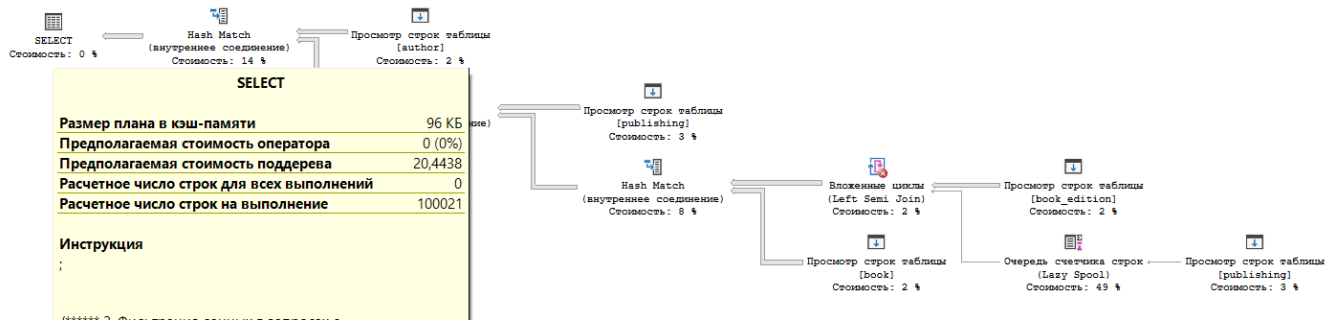 SELECT
Стоимость: 0 %
Hash Match
(внутреннее соединение)
Стоимость: 14 %
Просмотр строк таблицы
[author]
Стоимость: 2 %
SELECT
Размер плана в кэш-памяти 96 КБ
Предполагаемая стоимость оператора 0 (0%)
Предполагаемая стоимость поддерева 20,4438
Расчетное число строк для всех выполнений 0
Расчетное число строк на выполнение 100021
Инструкция
;
Просмотр строк таблицы
[publishing]
Стоимость: 3 %
Hash Match
(внутреннее соединение)
Стоимость: 8 %
Вложенные циклы
(Left Semi Join)
Стоимость: 2 %
Просмотр строк таблицы
[book_edition]
Стоимость: 2 %
Просмотр строк таблицы
[book]
Стоимость: 2 %
Очередь счетчика строк
(Lazy Spool)
Стоимость: 49 %
Просмотр строк таблицы
[publishing]
Стоимость: 3 %